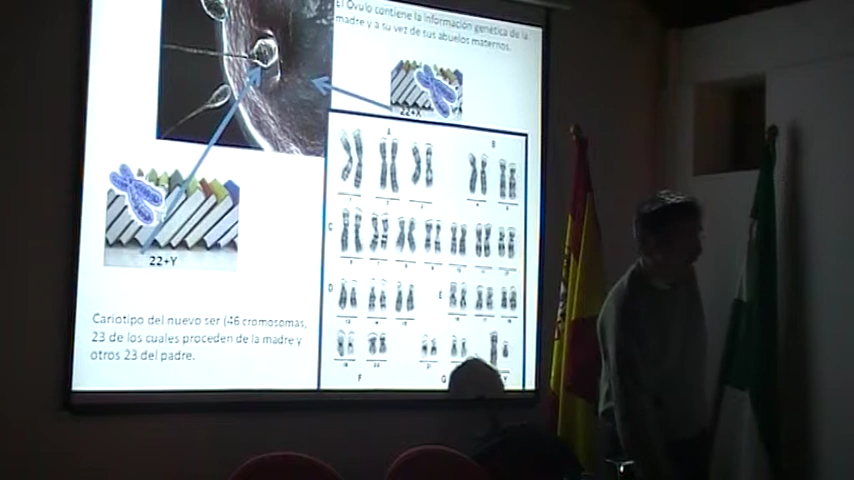 El Óvulo contiene la información genética de la
madre y a su vez de sus abuelos maternos.
22+X
A
B
C
D
E
22+Y
Cariotipo del nuevo ser (46 cromosomas,
23 de los cuales proceden de la madre y
otros 23 del padre.
F
G
Y